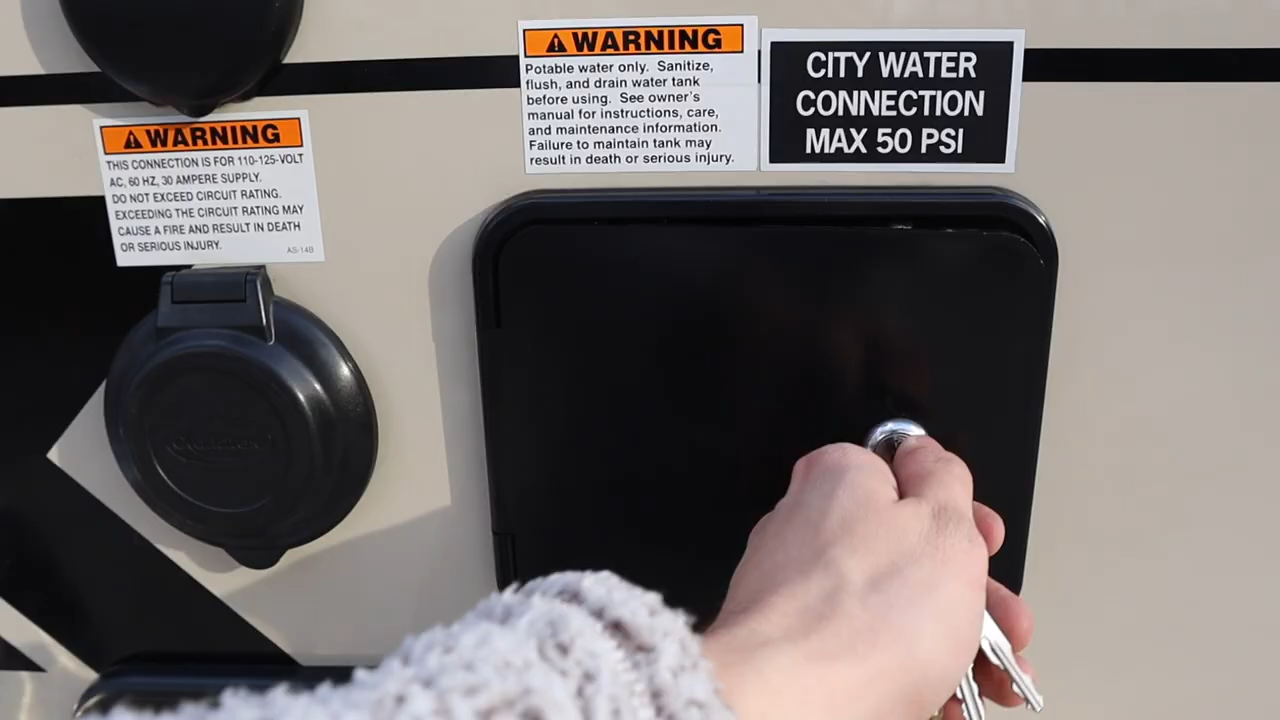 WARNING
THIS CONNECTION IS FOR 110-125-VOLT
AC, 60 HZ, 30 AMPERE SUPPLY.
DO NOT EXCEED CIRCUIT RATING.
EXCEEDING THE CIRCUIT RATING MAY
CAUSE A FIRE AND RESULT IN DEATH
OR SERIOUS INJURY.
AS-14B
WARNING
Potable water only. Sanitize,
flush, and drain water tank
before using. See owner's
manual for instructions, care,
and maintenance information.
Failure to maintain tank may
result in death or serious injury.
CITY WATER
CONNECTION
MAX 50 PSI